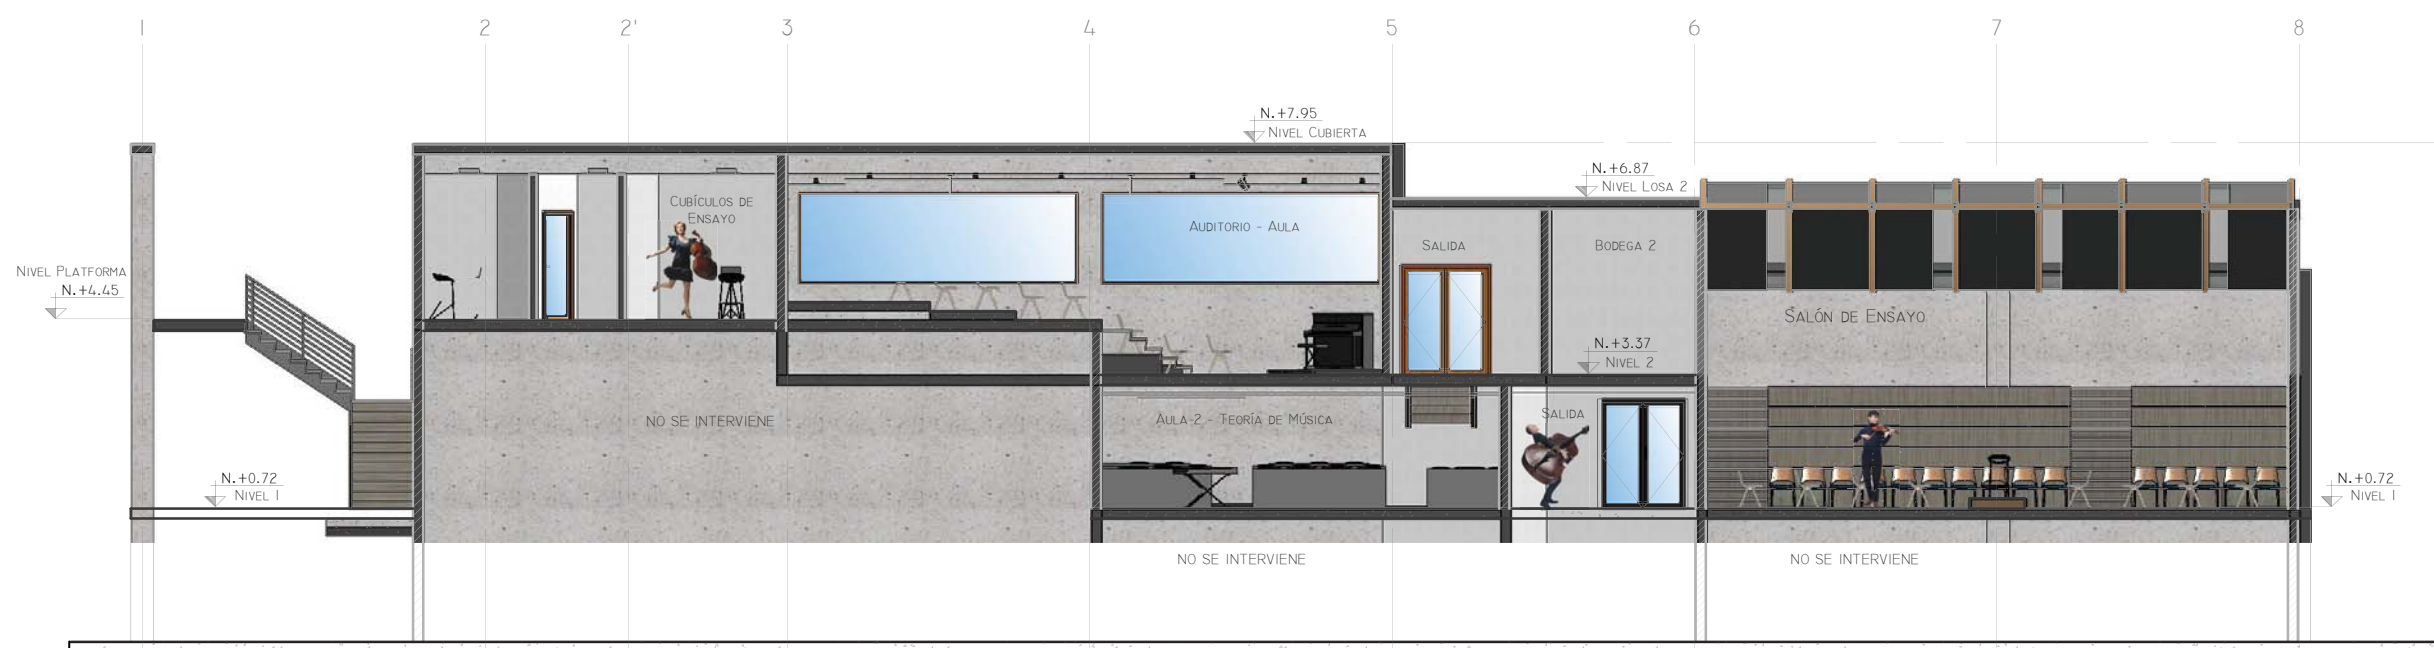 1 2 2' 3 4 5 6 7 8
N.+7.95
NIVEL CUBIERTA
N.+6.87
NIVEL LOSA 2
CUBÍCULOS DE
ENSAYO
AUDITORIO - AULA
SALIDA
BODEGA 2
NIVEL PLATFORMA
N.+4.45
SALÓN DE ENSAYO
N.+3.37
NIVEL 2
NO SE INTERVIENE
AULA-2 - TEORÍA DE MÚSICA
SALIDA
N.+0.72
NIVEL 1
N.+0.72
NIVEL 1
NO SE INTERVIENE
NO SE INTERVIENE